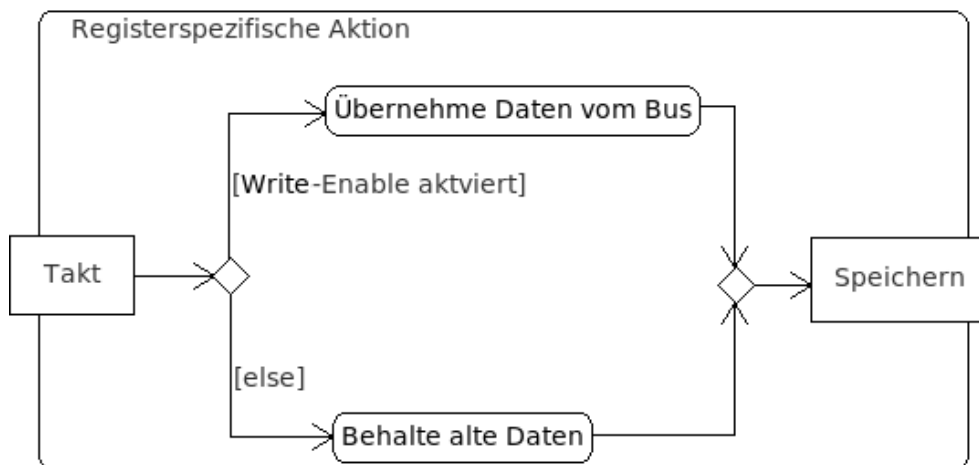 Registerspezifische Aktion
Übernehme Daten vom Bus
[Write-Enable aktviert]
Takt
Speichern
[else]
Behalte alte Daten